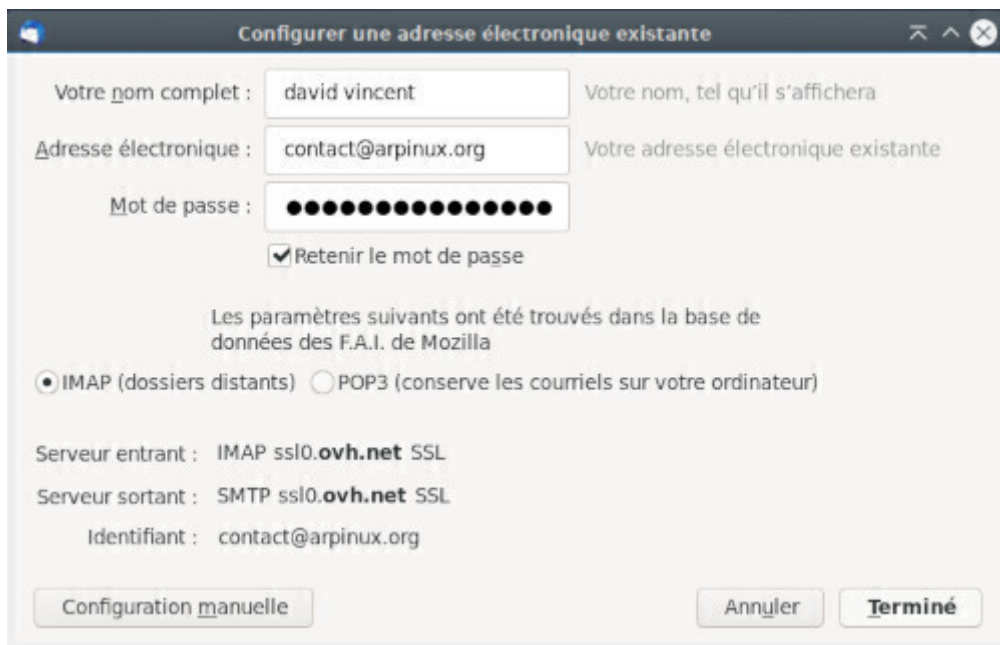 Configurer une adresse électronique existante
Votre nom complet : david vincent Votre nom, tel qu'il s'affichera
Adresse électronique : contact@arpinux.org Votre adresse électronique existante
Mot de passe : ●●●●●●●●●●●●●●●
Retenir le mot de passe
Les paramètres suivants ont été trouvés dans la base de
données des F.A.I. de Mozilla
IMAP (dossiers distants) POP3 (conserve les courriels sur votre ordinateur)
Serveur entrant : IMAP ssl0.ovh.net SSL
Serveur sortant : SMTP ssl0.ovh.net SSL
Identifiant : contact@arpinux.org
Configuration manuelle Annuler Terminé